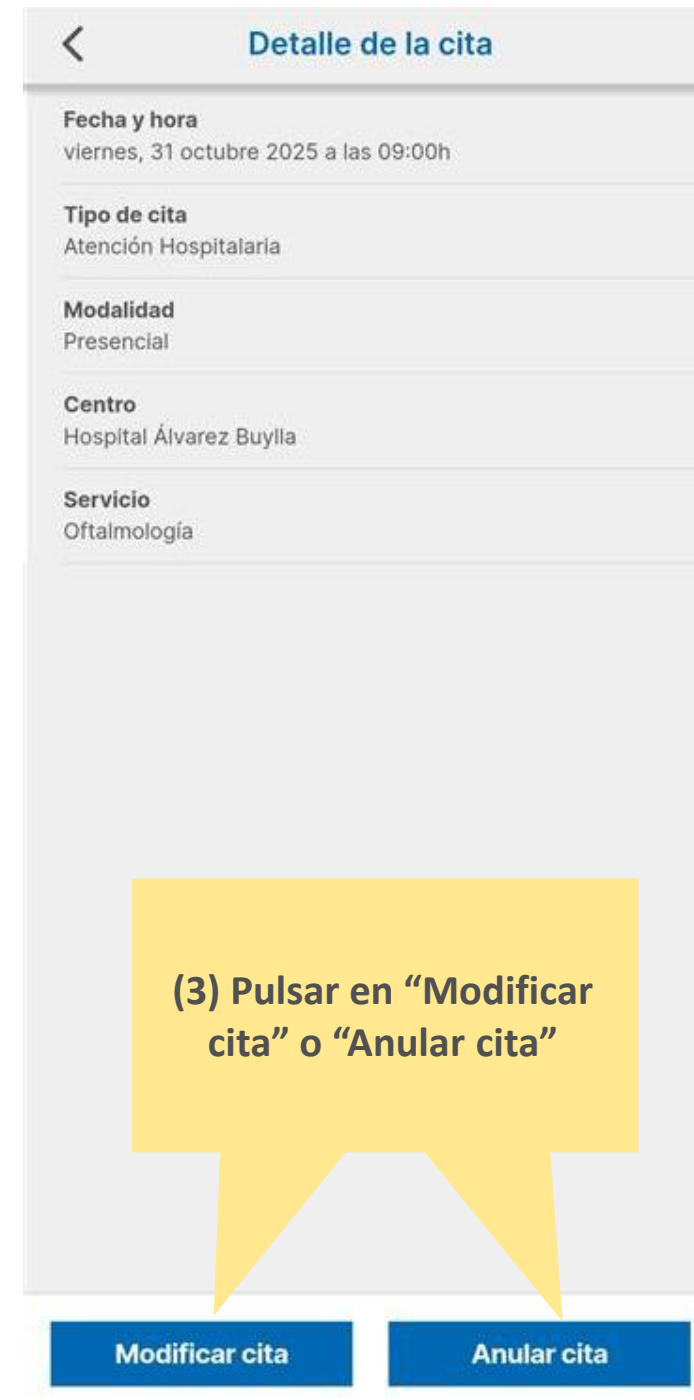 Detalle de la cita
Fecha y hora
viernes, 31 octubre 2025 a las 09:00h
Tipo de cita
Atención Hospitalaria
Modalidad
Presencial
Centro
Hospital Álvarez Buylla
Servicio
Oftalmología
(3) Pulsar en “Modificar
cita” o “Anular cita”
Modificar cita
Anular cita